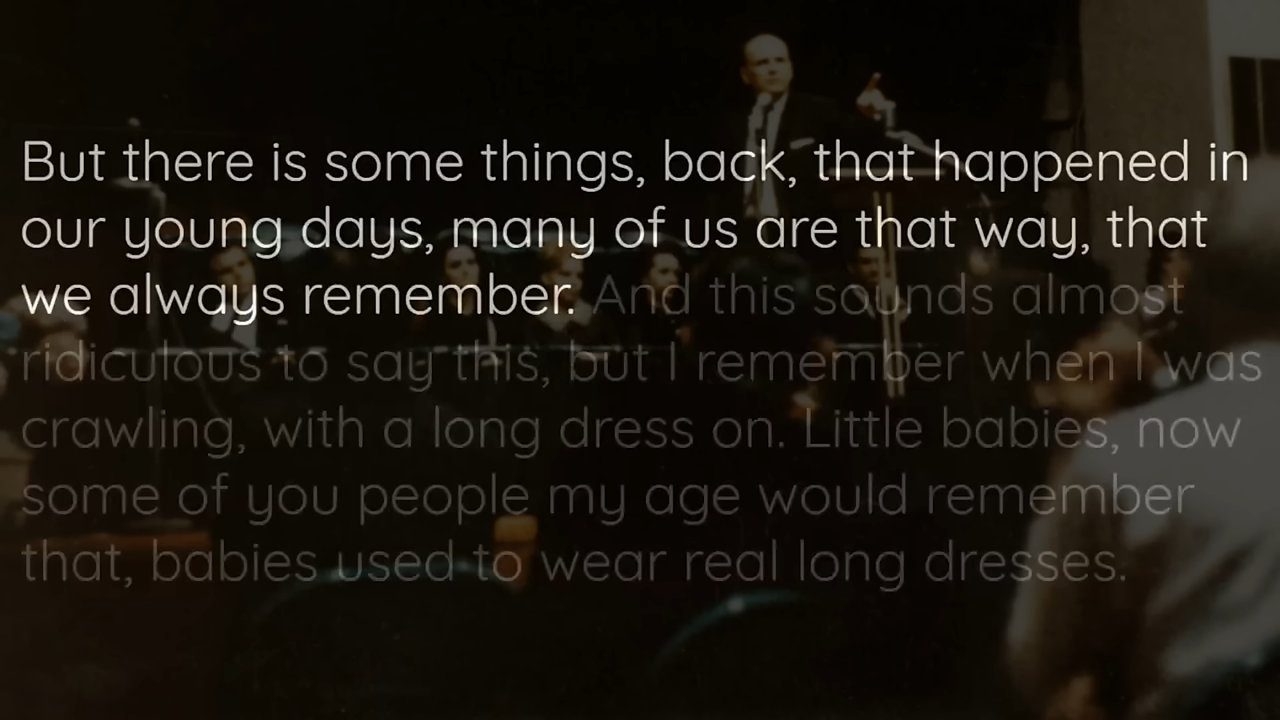 But there is some things, back, that happened in
our young days, many of us are that way, that
we always remember. And this sounds almost
ridiculous to say this, but I remember when I was
crawling, with a long dress on. Little babies, now
some of you people my age would remember
that, babies used to wear real long dresses.